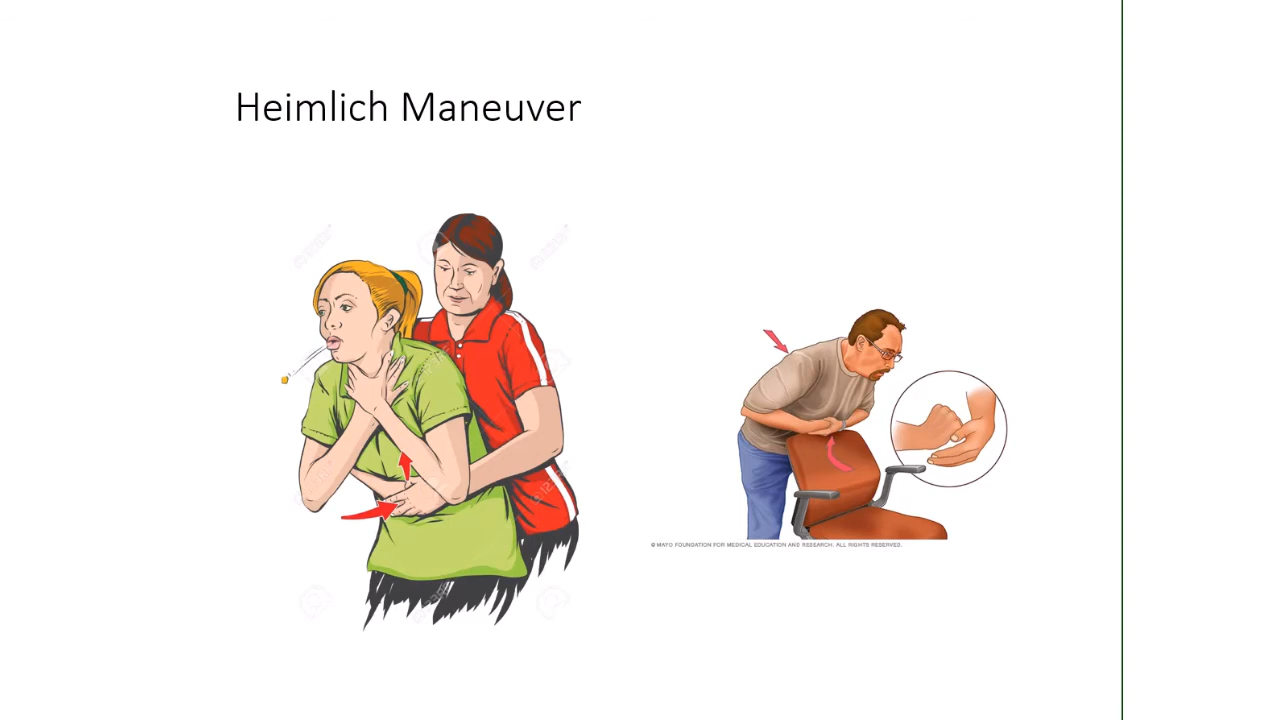 Heimlich Maneuver
© MAYO FOUNDATION FOR MEDICAL EDUCATION AND RESEARCH. ALL RIGHTS RESERVED.